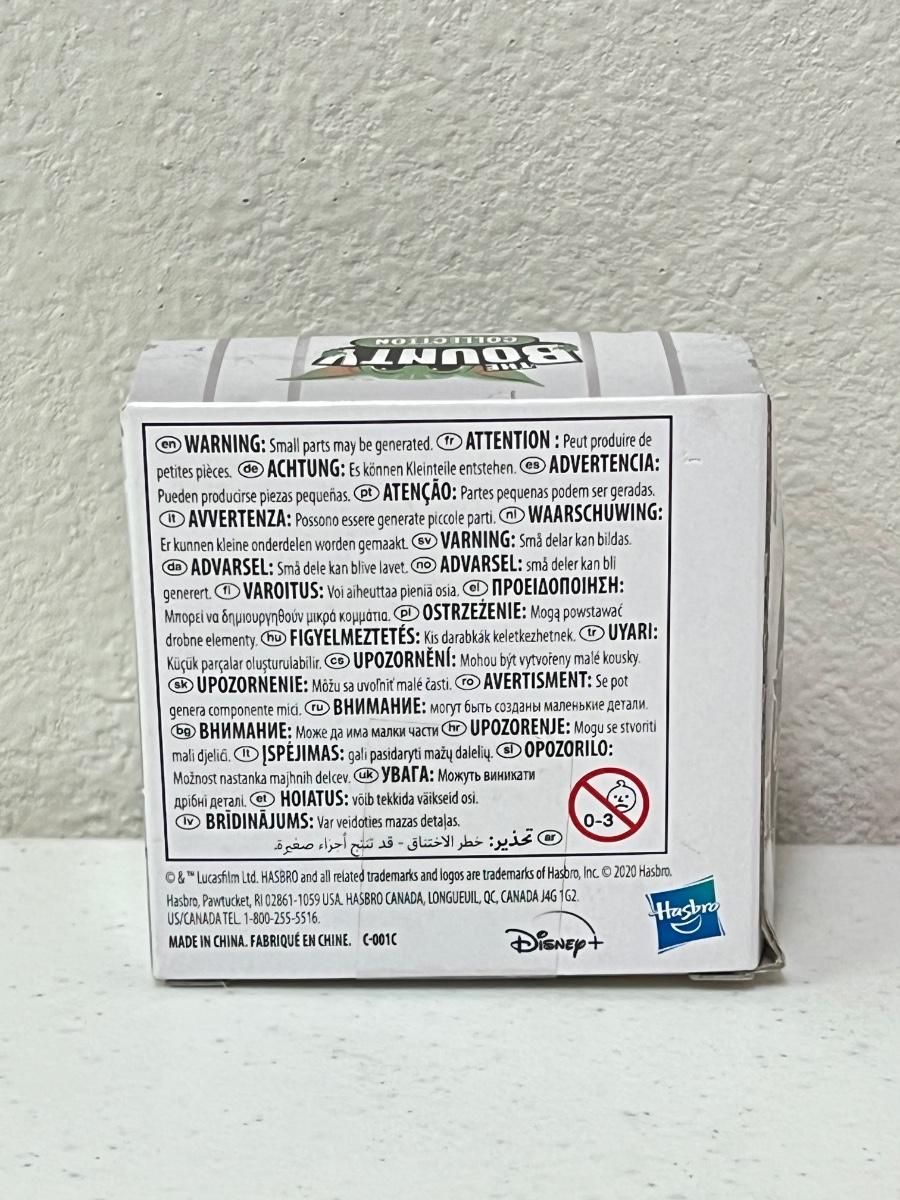 COLLECTION
THE BOUNTY
en WARNING: Small parts may be generated. fr ATTENTION : Peut produire de
petites pièces. de ACHTUNG: Es können Kleinteile entstehen. es ADVERTENCIA:
Pueden producirse piezas pequeñas. pt ATENÇÃO: Partes pequenas podem ser geradas.
it AVVERTENZA: Possono essere generate piccole parti. nl WAARSCHUWING:
Er kunnen kleine onderdelen worden gemaakt. sv VARNING: Små delar kan bildas.
da ADVARSEL: Små dele kan blive lavet. no ADVARSEL: små deler kan bli
generert. fi VAROITUS: Voi aiheuttaa pieniä osia. el ΠΡΟΕΙΔΟΠΟΙΗΣΗ:
Μπορεί να δημιουργηθούν μικρά κομμάτια. pl OSTRZEŻENIE: Mogą powstawać
drobne elementy. hu FIGYELMEZTETÉS: Kis darabkák keletkezhetnek. tr UYARI:
Küçük parçalar oluşturulabilir. cs UPOZORNĚNÍ: Mohou být vytvořeny malé kousky.
sk UPOZORNENIE: Môžu sa uvoľniť malé časti. ro AVERTISMENT: Se pot
genera componente mici. ru ВНИМАНИЕ: могут быть созданы маленькие детали.
bg ВНИМАНИЕ: Може да има малки части hr UPOZORENJE: Mogu se stvoriti
mali djelići. lt ĮSPĖJIMAS: gali pasidaryti mažų dalelių. sl OPOZORILO:
Možnost nastanka majhnih delcev. uk УВАГА: Можуть виникати
дрібні деталі. et HOIATUS: võib tekkida väikseid osi.
lv BRĪDINĀJUMS: Var veidoties mazas detaļas.
ar تحذير: خطر الاختناق - قد تنتج أجزاء صغيرة.
0-3
© & ™ Lucasfilm Ltd. HASBRO and all related trademarks and logos are trademarks of Hasbro, Inc. © 2020 Hasbro.
Hasbro, Pawtucket, RI 02861-1059 USA. HASBRO CANADA, LONGUEUIL, QC, CANADA J4G 1G2.
US/CANADA TEL. 1-800-255-5516.
MADE IN CHINA. FABRIQUÉ EN CHINE. C-001C
Disney+
Hasbro